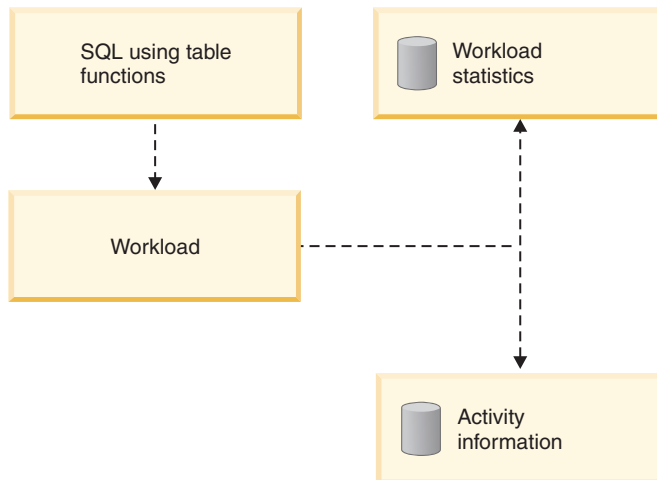 SQL using table
functions
Workload
statistics
Workload
Activity
information